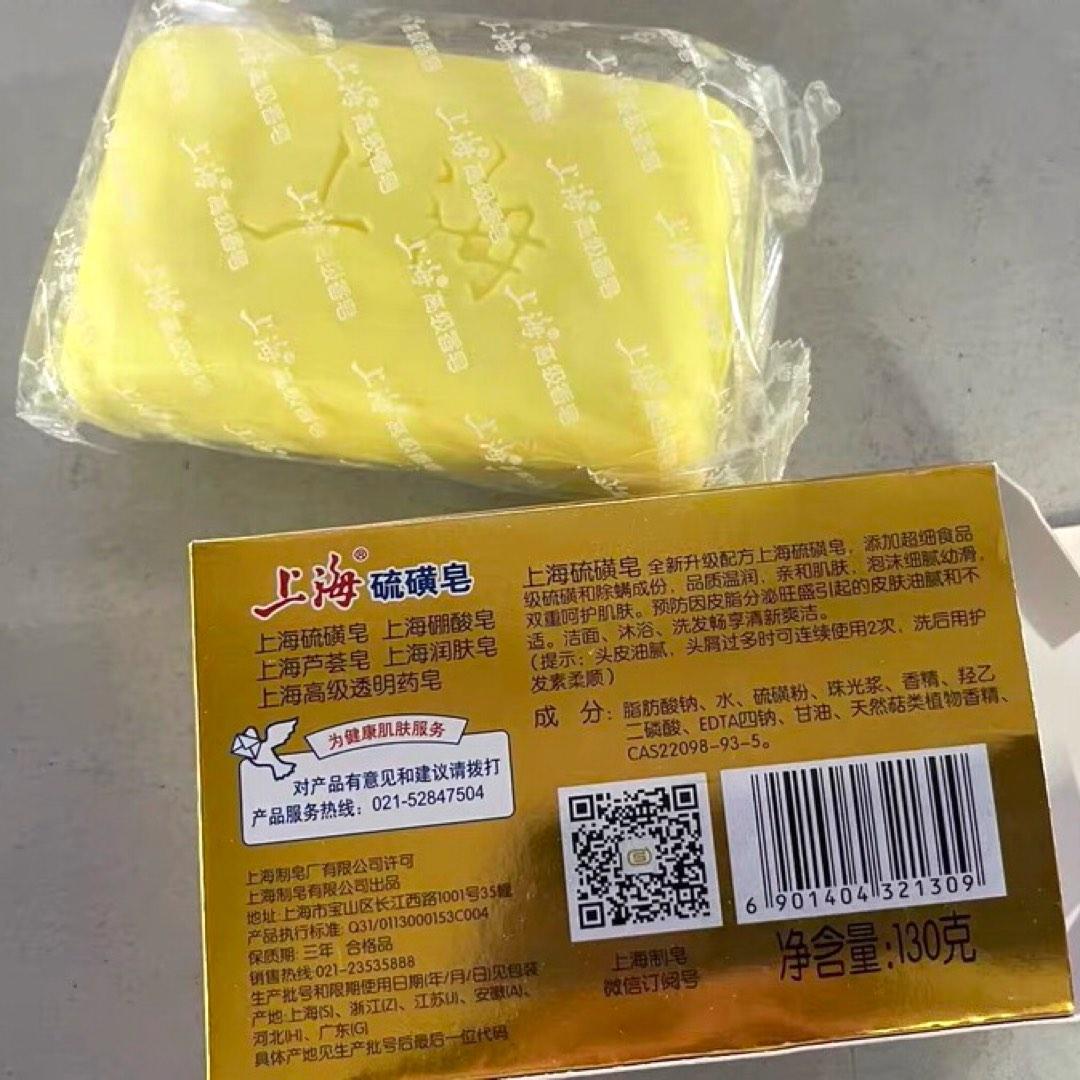 上海
上海高级香皂
上海®硫磺皂
上海硫磺皂 上海硼酸皂
上海芦荟皂 上海润肤皂
上海高级透明药皂
为健康肌肤服务
对产品有意见和建议请拨打
产品服务热线：021-52847504
上海制皂厂有限公司许可
上海制皂有限公司出品
地址:上海市宝山区长江西路1001号35幢
产品执行标准: Q31/0113000153C004
保质期: 三年 合格品
销售热线:021-23535888
生产批号和限期使用日期(年/月/日)见包装
产地:上海(S)、浙江(Z)、江苏(J)、安徽(A)、
河北(H)、广东(G)
具体产地见生产批号后最后一位代码
上海硫磺皂 全新升级配方上海硫磺皂，添加超细食品
级硫磺和除螨成份，品质温润，亲和肌肤，泡沫细腻幼滑，
双重呵护肌肤。预防因皮脂分泌旺盛引起的皮肤油腻和不
适。洁面、沐浴、洗发畅享清新爽洁。
(提示：头皮油腻，头屑过多时可连续使用2次，洗后用护
发素柔顺)
成 分：脂肪酸钠、水、硫磺粉、珠光浆、香精、羟乙
二磷酸、EDTA四钠、甘油、天然萜类植物香精、
CAS22098-93-5。
6 901404 321309
上海制皂
微信订阅号
净含量:130克